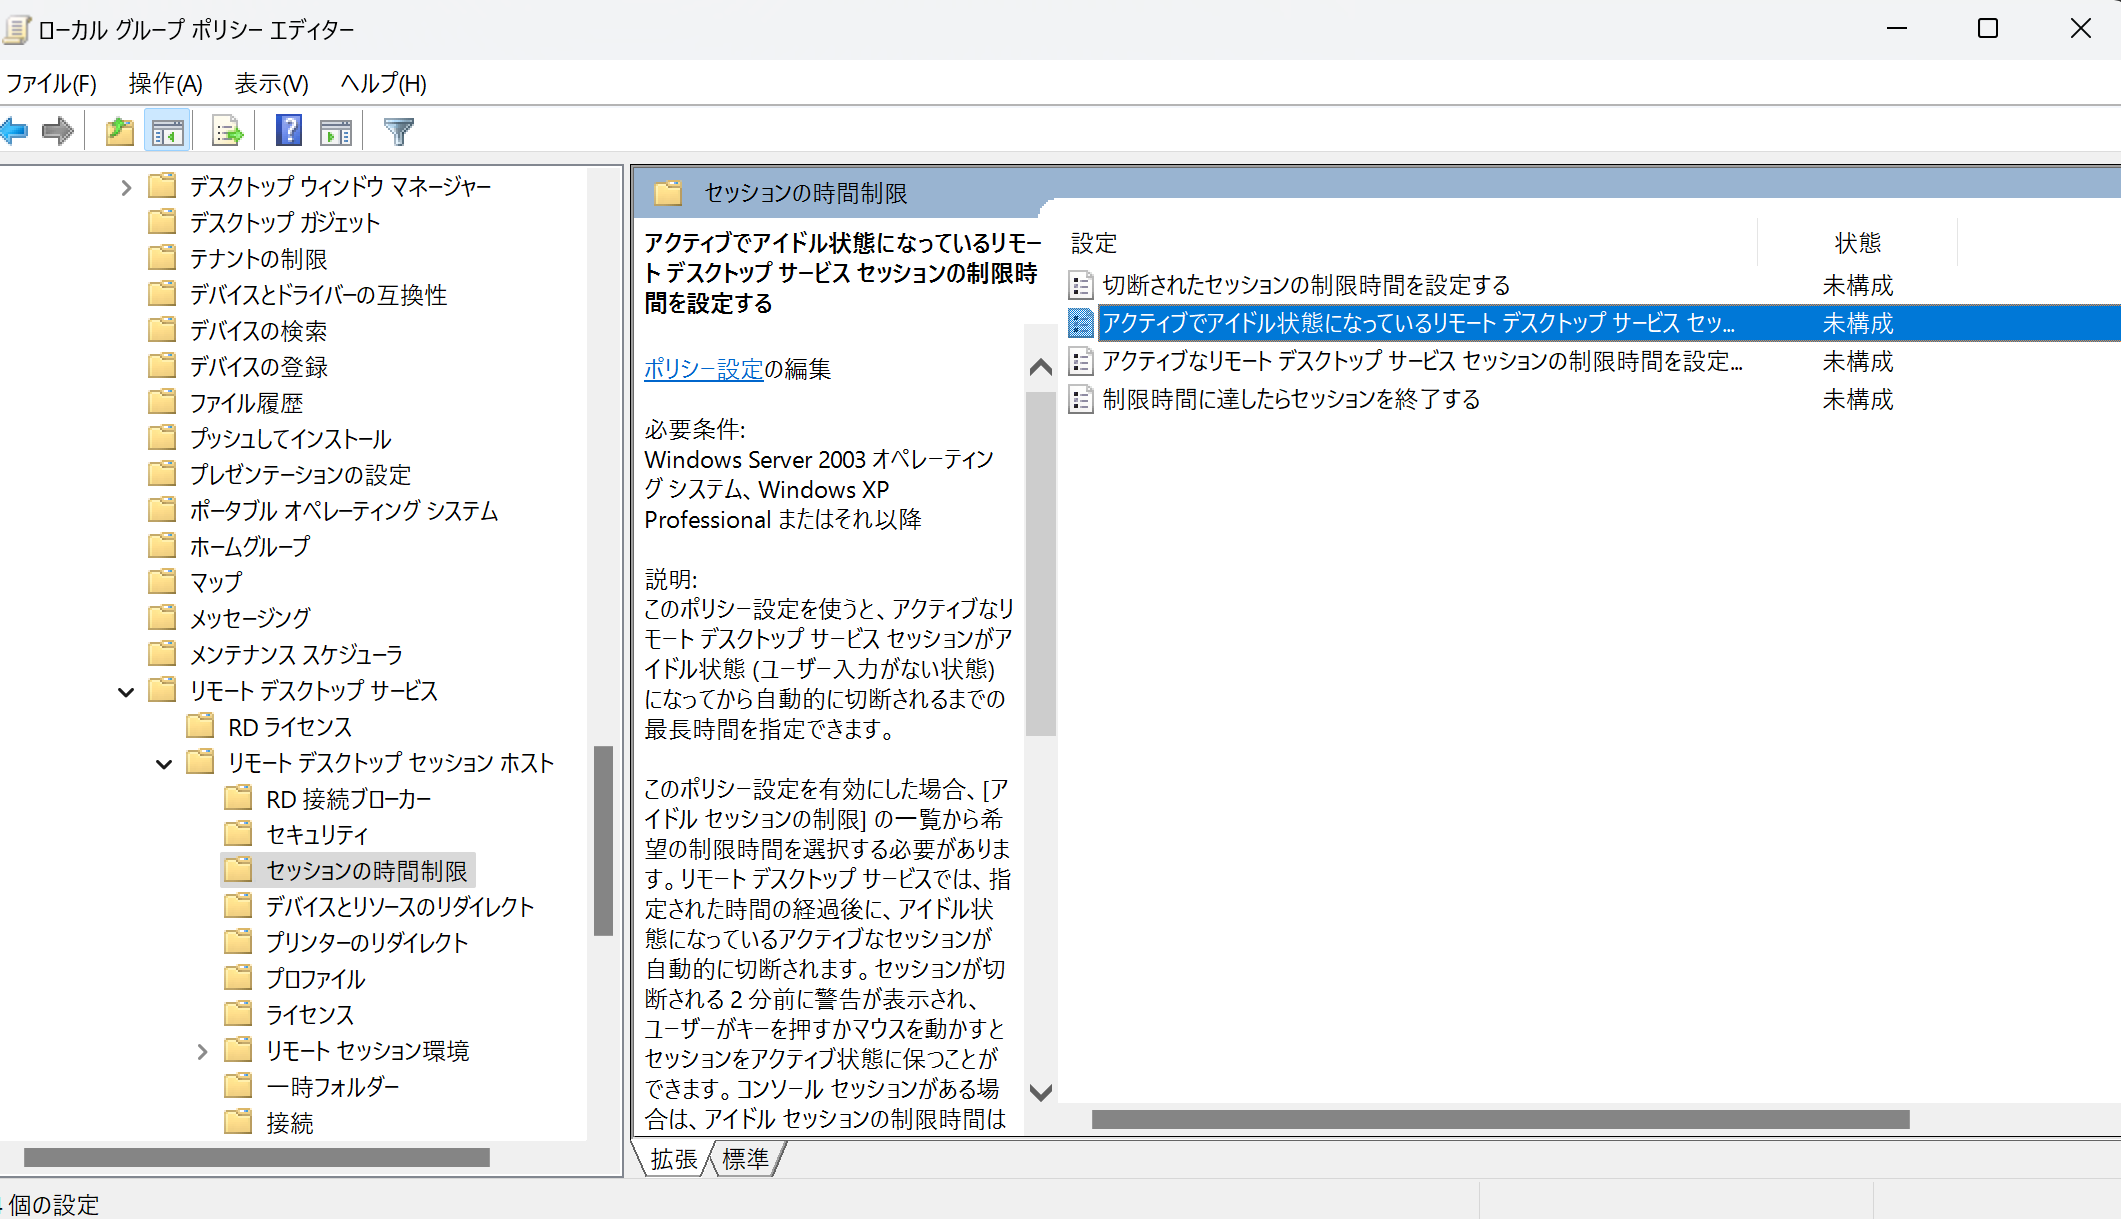 ローカル グループ ポリシー エディター
ファイル(F) 操作(A) 表示(V) ヘルプ(H)
デスクトップ ウィンドウ マネージャー
デスクトップ ガジェット
テナントの制限
デバイスとドライバーの互換性
デバイスの検索
デバイスの登録
ファイル履歴
プッシュしてインストール
プレゼンテーションの設定
ポータブル オペレーティング システム
ホームグループ
マップ
メッセージング
メンテナンス スケジューラ
リモート デスクトップ サービス
RD ライセンス
リモート デスクトップ セッション ホスト
RD 接続ブローカー
セキュリティ
セッションの時間制限
デバイスとリソースのリダイレクト
プリンターのリダイレクト
プロファイル
ライセンス
リモート セッション環境
一時フォルダー
接続
セッションの時間制限
アクティブでアイドル状態になっているリモー
ト デスクトップ サービス セッションの制限時
間を設定する
ポリシー設定の編集
必要条件:
Windows Server 2003 オペレーティン
グ システム、Windows XP
Professional またはそれ以降
説明:
このポリシー設定を使うと、アクティブなリ
モート デスクトップ サービス セッションがア
イドル状態 (ユーザー入力がない状態)
になってから自動的に切断されるまでの
最長時間を指定できます。
このポリシー設定を有効にした場合、[ア
イドル セッションの制限] の一覧から希
望の制限時間を選択する必要がありま
す。リモート デスクトップ サービスでは、指
定された時間の経過後に、アイドル状
態になっているアクティブなセッションが
自動的に切断されます。セッションが切
断される 2 分前に警告が表示され、
ユーザーがキーを押すかマウスを動かすと
セッションをアクティブ状態に保つことが
できます。コンソール セッションがある場
合は、アイドル セッションの制限時間は
設定 状態
切断されたセッションの制限時間を設定する 未構成
アクティブでアイドル状態になっているリモート デスクトップ サービス セッ... 未構成
アクティブなリモート デスクトップ サービス セッションの制限時間を設定... 未構成
制限時間に達したらセッションを終了する 未構成
拡張 標準
個の設定